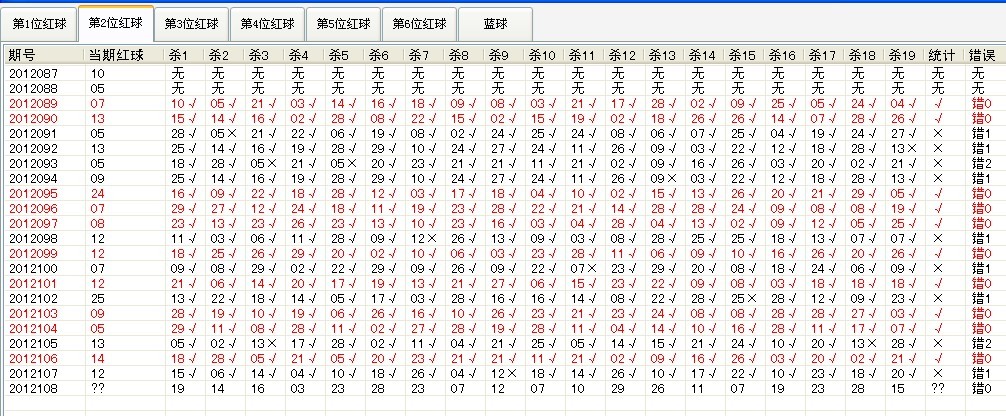 第1位红球 第2位红球 第3位红球 第4位红球 第5位红球 第6位红球 蓝球
期号 当期红球 杀1 杀2 杀3 杀4 杀5 杀6 杀7 杀8 杀9 杀10 杀11 杀12 杀13 杀14 杀15 杀16 杀17 杀18 杀19 统计 错误
2012087 10 无 无 无 无 无 无 无 无 无 无 无 无 无 无 无 无 无 无 无 无 无
2012088 05 无 无 无 无 无 无 无 无 无 无 无 无 无 无 无 无 无 无 无 无 无
2012089 07 10√ 05√ 21√ 03√ 14√ 16√ 18√ 09√ 08√ 03√ 21√ 17√ 28√ 02√ 09√ 25√ 05√ 24√ 04√ √ 错0
2012090 13 15√ 14√ 16√ 02√ 28√ 08√ 22√ 15√ 02√ 15√ 19√ 02√ 18√ 26√ 26√ 14√ 07√ 28√ 26√ √ 错0
2012091 05 28√ 05× 21√ 22√ 06√ 19√ 08√ 02√ 24√ 25√ 24√ 08√ 06√ 07√ 25√ 04√ 19√ 24√ 27√ × 错1
2012092 13 25√ 14√ 16√ 19√ 28√ 29√ 10√ 24√ 27√ 24√ 11√ 26√ 09√ 03√ 22√ 12√ 18√ 28√ 13× × 错1
2012093 05 18√ 28√ 05× 21√ 05× 20√ 23√ 21√ 21√ 11√ 21√ 02√ 09√ 16√ 26√ 03√ 20√ 02√ 21√ × 错2
2012094 09 25√ 14√ 16√ 19√ 28√ 29√ 10√ 24√ 27√ 24√ 11√ 26√ 09× 03√ 22√ 12√ 18√ 28√ 13√ × 错1
2012095 24 16√ 09√ 22√ 18√ 28√ 12√ 03√ 17√ 18√ 04√ 10√ 02√ 15√ 13√ 26√ 20√ 21√ 29√ 05√ √ 错0
2012096 07 29√ 27√ 12√ 24√ 18√ 11√ 19√ 23√ 28√ 22√ 21√ 14√ 28√ 28√ 24√ 09√ 08√ 08√ 19√ √ 错0
2012097 08 23√ 13√ 23√ 26√ 23√ 13√ 10√ 23√ 16√ 03√ 04√ 28√ 04√ 13√ 02√ 09√ 12√ 05√ 25√ √ 错0
2012098 12 11√ 03√ 06√ 11√ 28√ 09√ 12× 26√ 13√ 09√ 03√ 08√ 28√ 25√ 25√ 18√ 13√ 07√ 07√ × 错1
2012099 12 18√ 25√ 26√ 29√ 20√ 02√ 10√ 06√ 03√ 23√ 28√ 11√ 06√ 09√ 10√ 16√ 26√ 20√ 26√ √ 错0
2012100 07 09√ 08√ 29√ 02√ 22√ 29√ 09√ 26√ 09√ 22√ 07× 23√ 29√ 20√ 08√ 18√ 24√ 06√ 09√ × 错1
2012101 12 21√ 06√ 14√ 20√ 17√ 19√ 13√ 21√ 27√ 06√ 15√ 23√ 22√ 09√ 08√ 03√ 18√ 18√ 18√ √ 错0
2012102 25 13√ 22√ 18√ 14√ 05√ 17√ 03√ 28√ 16√ 16√ 14√ 08√ 22√ 28√ 25× 28√ 12√ 09√ 23√ × 错1
2012103 09 28√ 19√ 10√ 19√ 06√ 26√ 16√ 10√ 26√ 23√ 21√ 23√ 24√ 08√ 08√ 28√ 28√ 27√ 03√ √ 错0
2012104 05 29√ 11√ 08√ 28√ 11√ 02√ 27√ 28√ 19√ 28√ 11√ 04√ 14√ 10√ 16√ 28√ 11√ 17√ 07√ √ 错0
2012105 13 05√ 02√ 13× 17√ 28√ 02√ 11√ 04√ 21√ 25√ 05√ 14√ 15√ 21√ 24√ 10√ 20√ 13× 28√ × 错2
2012106 14 18√ 28√ 05√ 21√ 05√ 20√ 23√ 21√ 21√ 11√ 21√ 02√ 09√ 16√ 26√ 03√ 20√ 02√ 21√ √ 错0
2012107 12 15√ 06√ 14√ 04√ 10√ 18√ 26√ 04√ 12× 18√ 14√ 26√ 10√ 17√ 22√ 10√ 23√ 18√ 20√ × 错1
2012108 ?? 19 14 16 03 23 28 23 07 12 07 10 29 26 11 07 19 23 28 15 ?? 错0